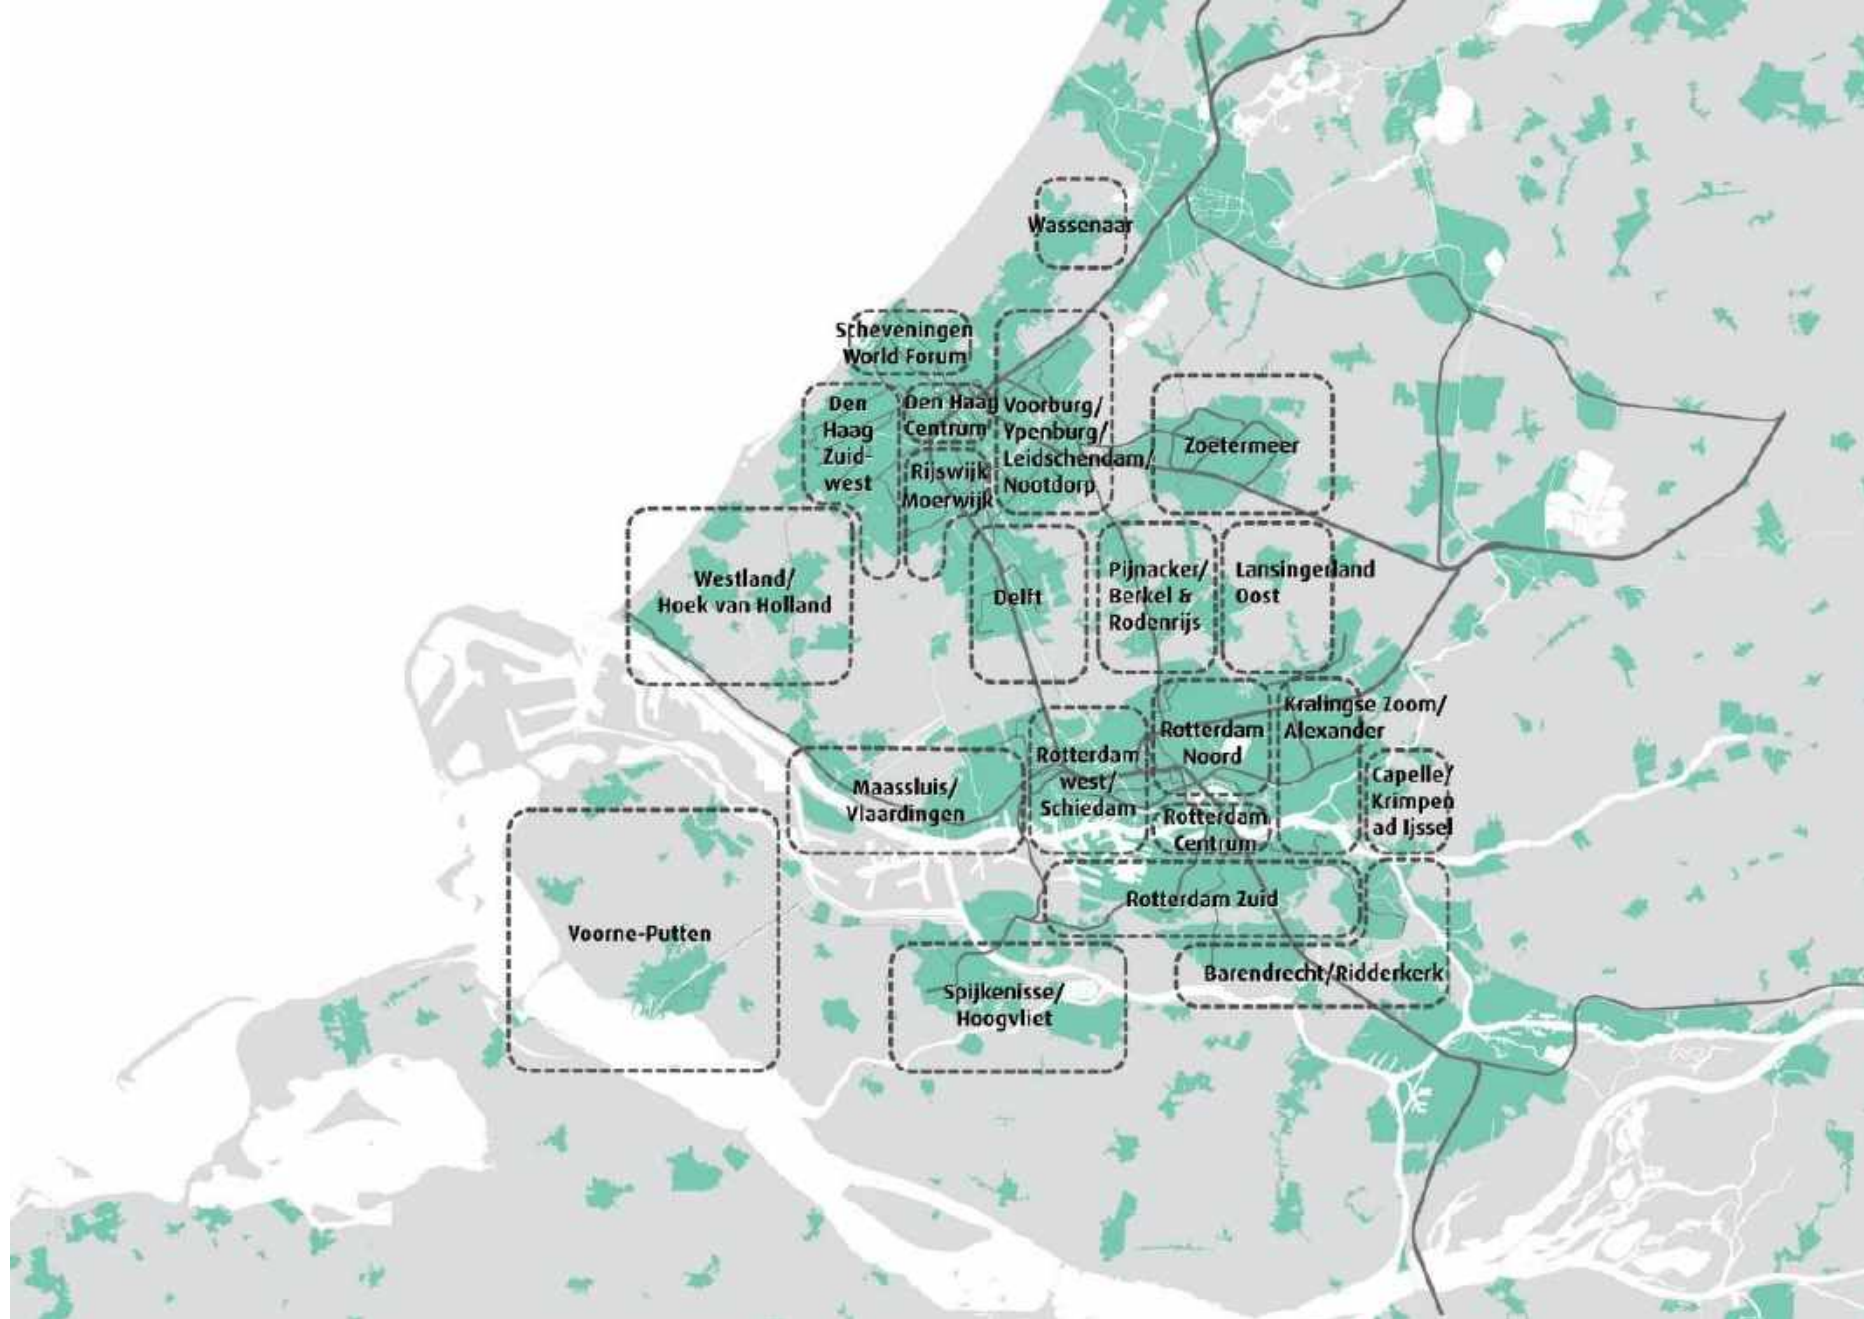 Wassenaar
Scheveningen
World Forum
Den
Haag
Zuid-
west
Den Haag
Centrum
Voorburg/
Ypenburg/
Leidschendam/
Nootdorp
Zoetermeer
Rijswijk
Moerwijk
Westland/
Hoek van Holland
Delft
Pijnacker/
Berkel &
Rodenrijs
Lansingerland
Oost
Rotterdam
west/
Schiedam
Rotterdam
Noord
Kralingse Zoom/
Alexander
Maassluis/
Vlaardingen
Rotterdam
Centrum
Capelle/
Krimpen
ad Ijssel
Rotterdam Zuid
Voorne-Putten
Spijkenisse/
Hoogvliet
Barendrecht/Ridderkerk